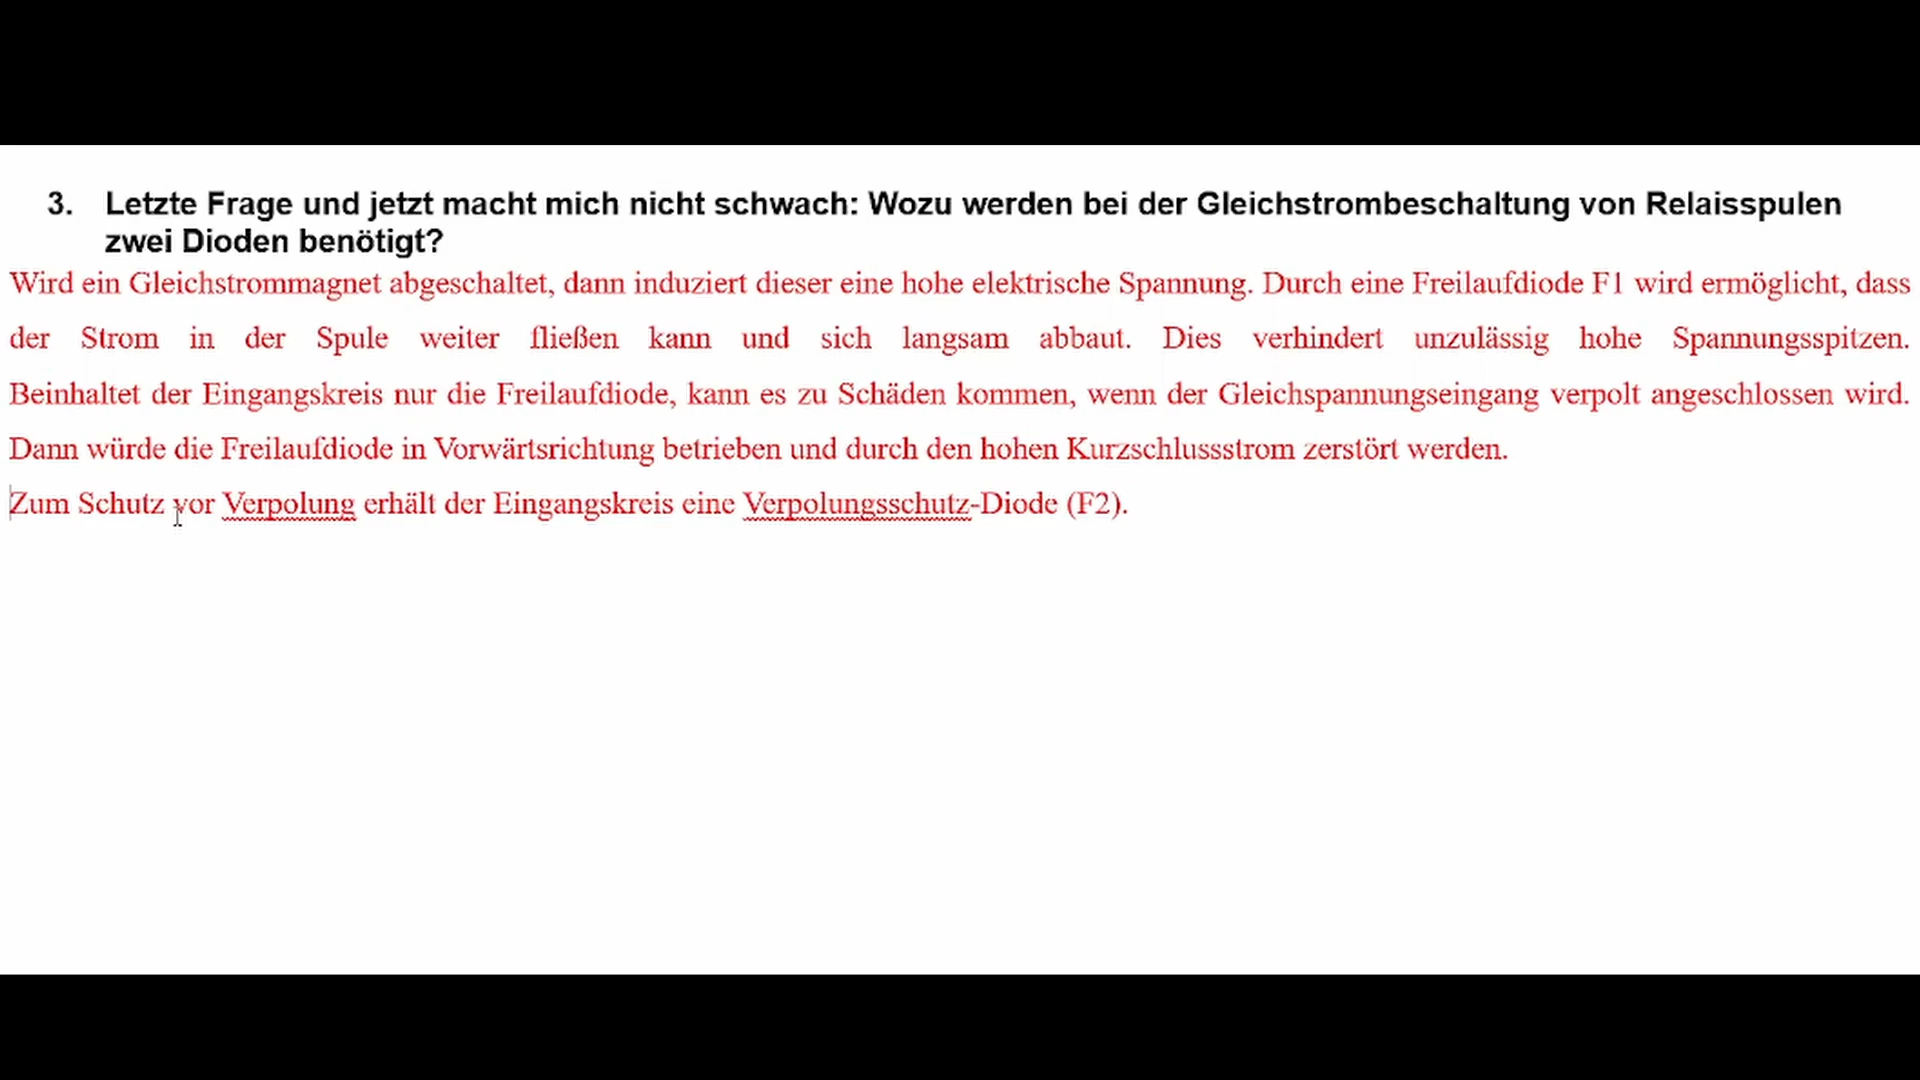 3. Letzte Frage und jetzt macht mich nicht schwach: Wozu werden bei der Gleichstrombeschaltung von Relaisspulen
zwei Dioden benötigt?
Wird ein Gleichstrommagnet abgeschaltet, dann induziert dieser eine hohe elektrische Spannung. Durch eine Freilaufdiode F1 wird ermöglicht, dass
der Strom in der Spule weiter fließen kann und sich langsam abbaut. Dies verhindert unzulässig hohe Spannungsspitzen.
Beinhaltet der Eingangskreis nur die Freilaufdiode, kann es zu Schäden kommen, wenn der Gleichspannungseingang verpolt angeschlossen wird.
Dann würde die Freilaufdiode in Vorwärtsrichtung betrieben und durch den hohen Kurzschlussstrom zerstört werden.
Zum Schutz vor Verpolung erhält der Eingangskreis eine Verpolungsschutz-Diode (F2).